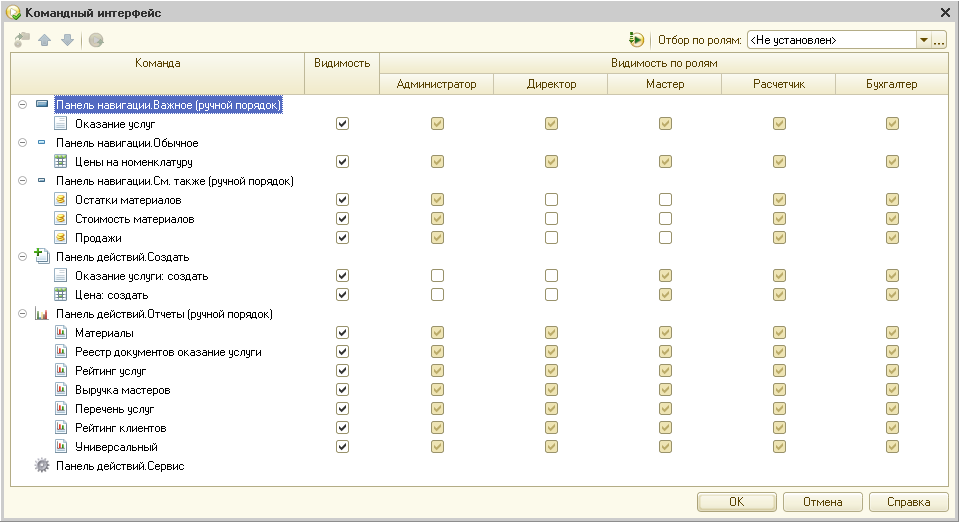 Командный интерфейс
Отбор по ролям: <Не установлен> ...
Команда Видимость Видимость по ролям
Администратор Директор Мастер Расчетчик Бухгалтер
Панель навигации.Важное (ручной порядок)
Оказание услуг
Панель навигации.Обычное
Цены на номенклатуру
Панель навигации.См. также (ручной порядок)
Остатки материалов
Стоимость материалов
Продажи
Панель действий.Создать
Оказание услуги: создать
Цена: создать
Панель действий.Отчеты (ручной порядок)
Материалы
Реестр документов оказание услуги
Рейтинг услуг
Выручка мастеров
Перечень услуг
Рейтинг клиентов
Универсальный
Панель действий.Сервис
OK Отмена Справка